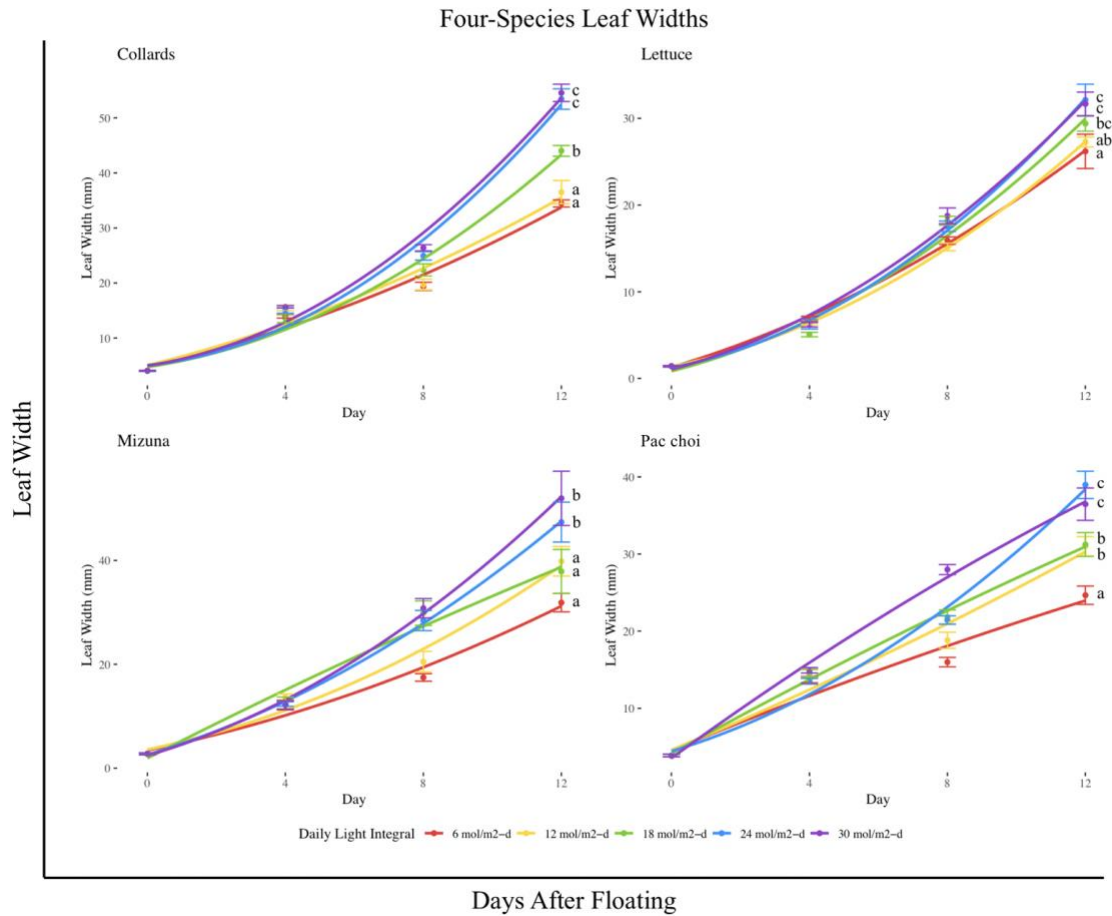 Four-Species Leaf Widths
Collards
Leaf Width (mm)
50
40
30
20
10
c
c
b
a
a
0 4 8 12
Day
Lettuce
Leaf Width (mm)
30
20
10
0
c
c
bc
ab
a
0 4 8 12
Day
Mizuna
Leaf Width (mm)
40
20
0
b
b
a
a
a
0 4 8 12
Day
Pac choi
Leaf Width (mm)
40
30
20
10
c
c
b
b
a
0 4 8 12
Day
Leaf Width
Daily Light Integral 6 mol/m2−d 12 mol/m2−d 18 mol/m2−d 24 mol/m2−d 30 mol/m2−d
Days After Floating